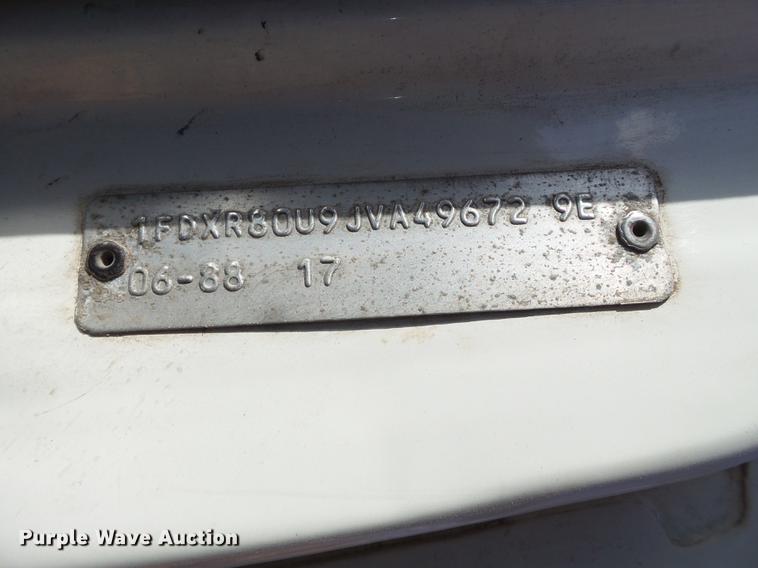 1FDXR80U9JVA49672 9E
06-88 17
Purple Wave Auction